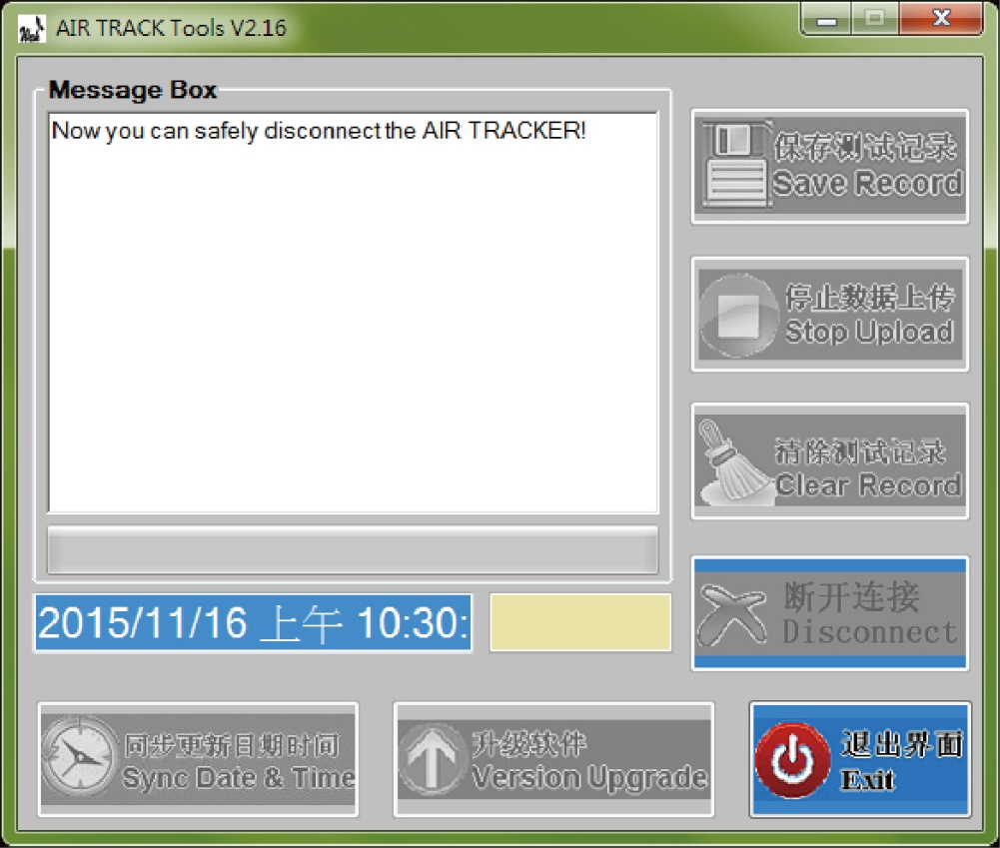 AIR TRACK Tools V2.16
Message Box
Now you can safely disconnect the AIR TRACKER!
保存测试记录
Save Record
停止数据上传
Stop Upload
清除测试记录
Clear Record
2015/11/16 上午 10:30:
断开连接
Disconnect
同步更新日期时间
Sync Date & Time
升级软件
Version Upgrade
退出界面
Exit